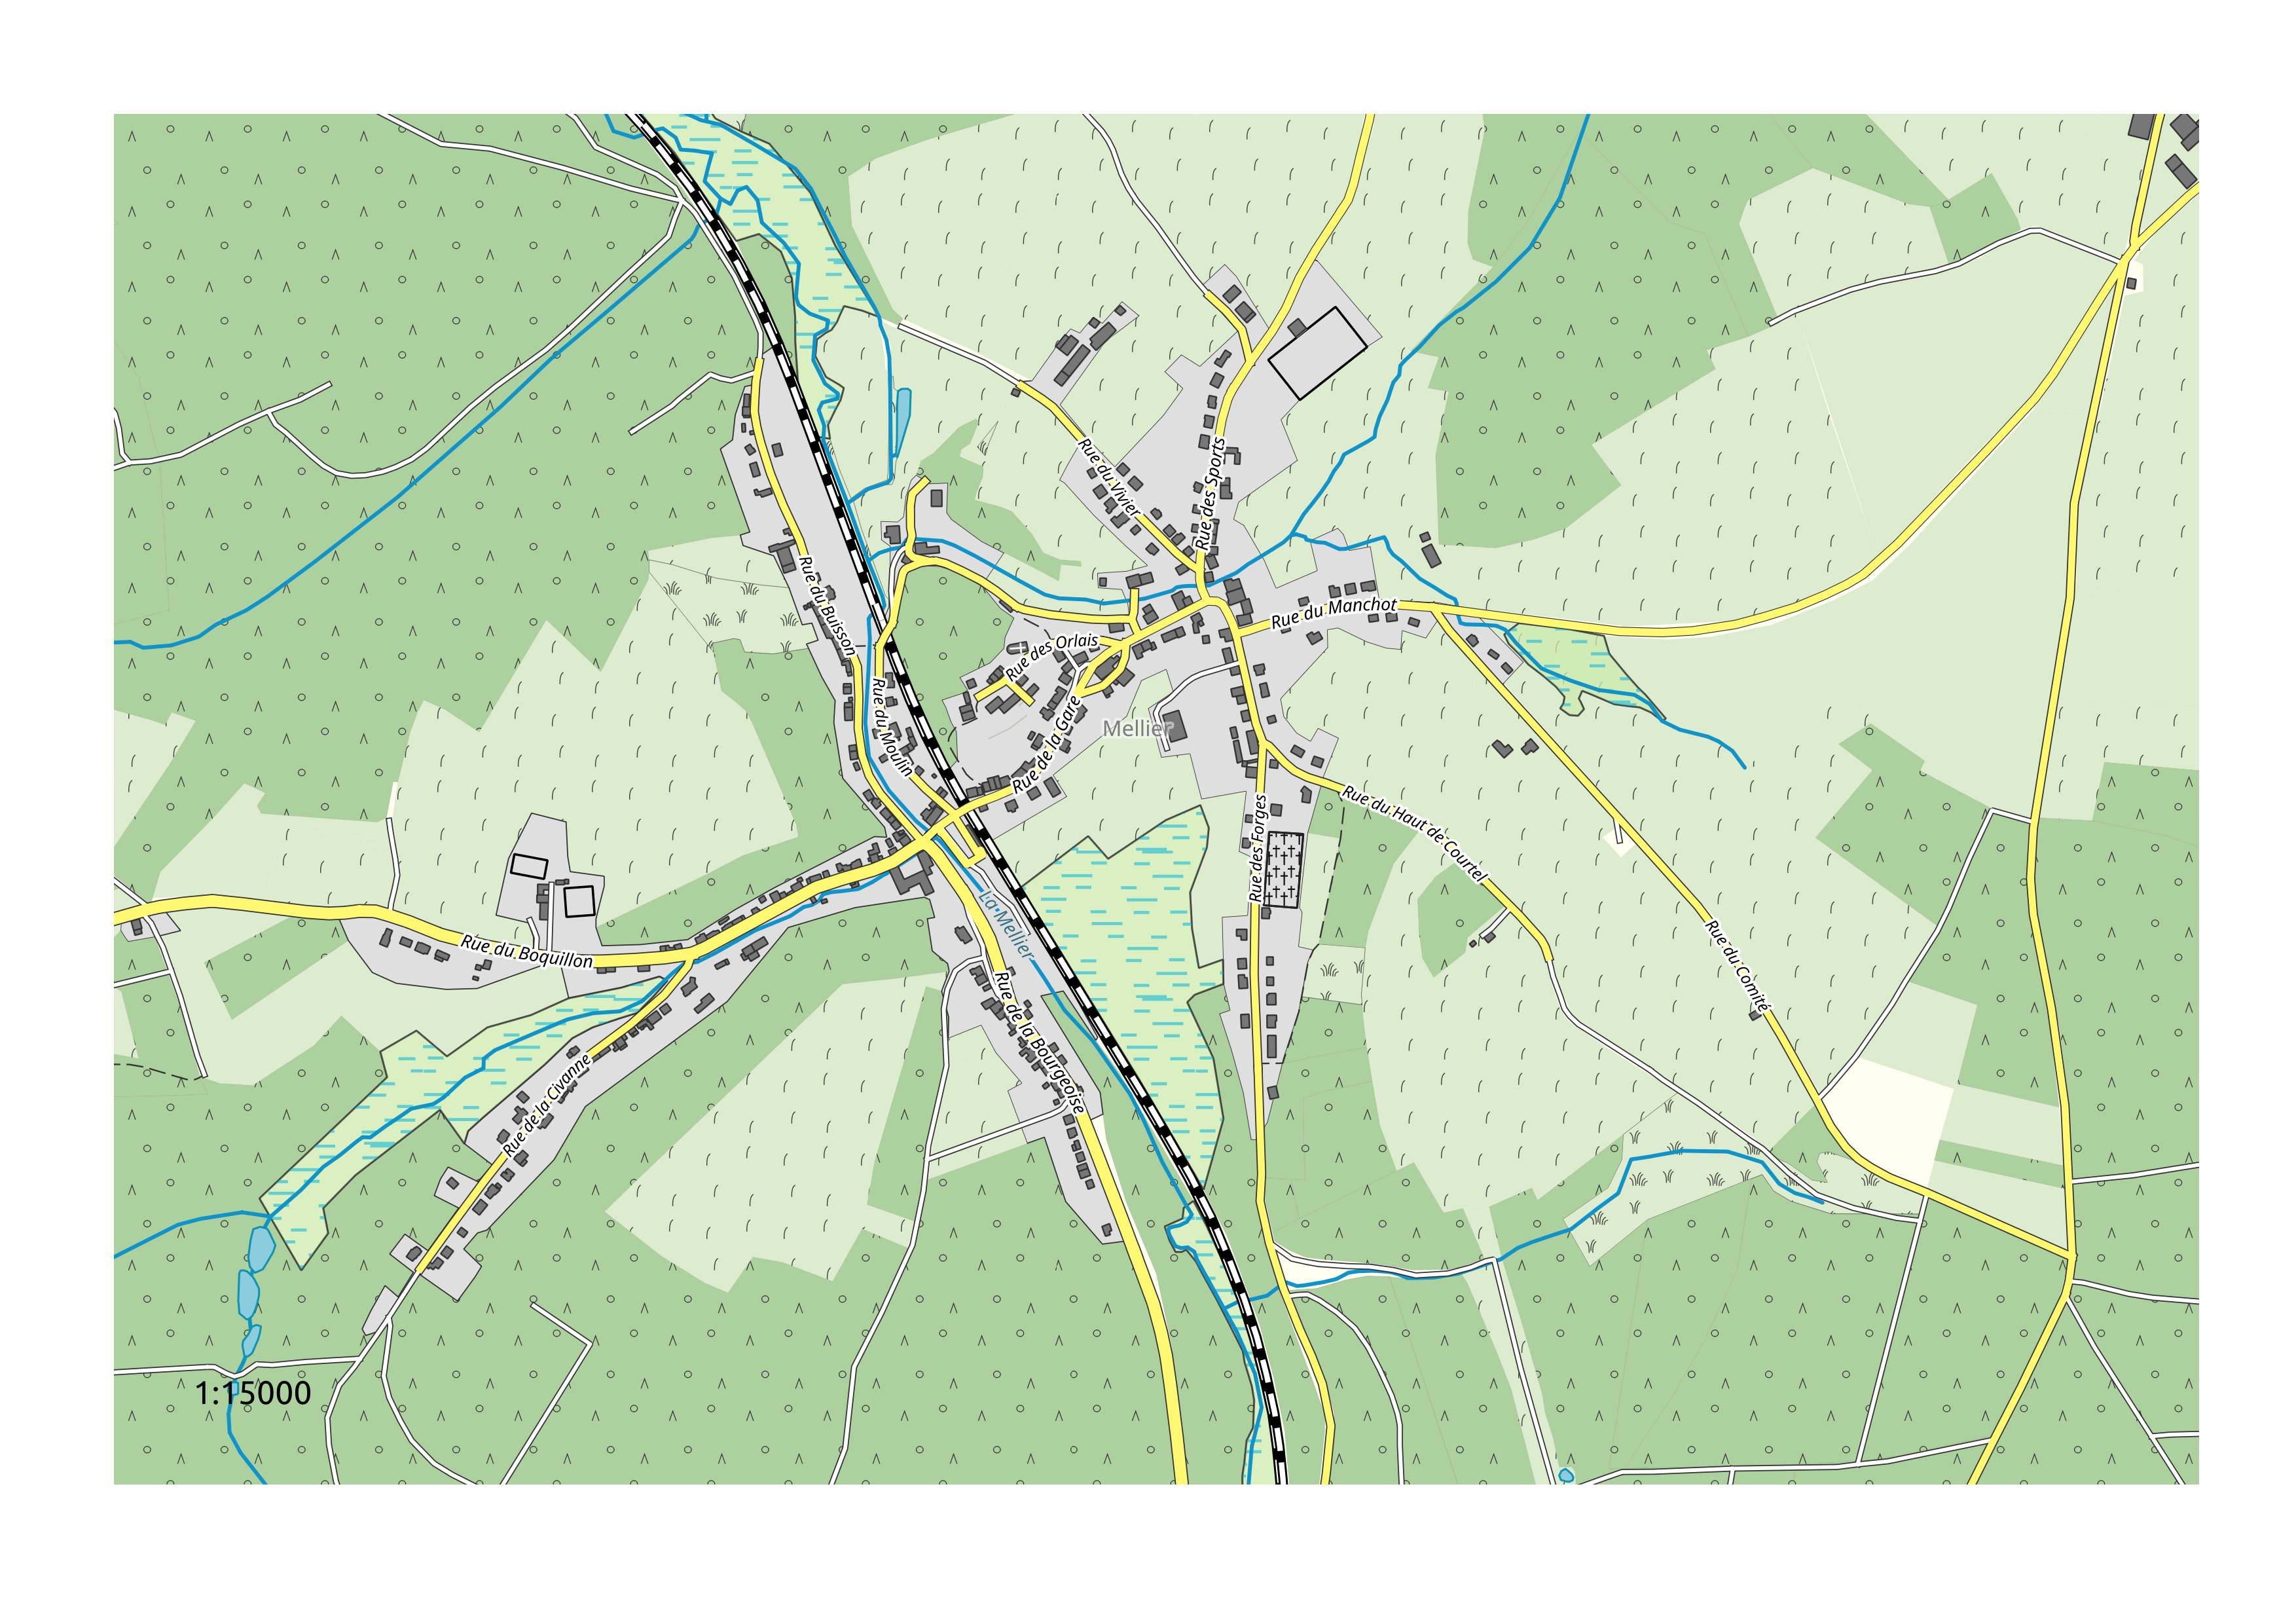 Rue du Vivier
Rue des Sports
Rue du Buisson
Rue du Manchot
Rue des Orlais
Rue du Moulin
Rue de la Gare
Mellier
Rue du Haut de Courtel
Rue des Forges
La Mellier
Rue du Boquillon
Rue du Comité
Rue de la Bourgeoise
Rue de la Civanne
1:15000